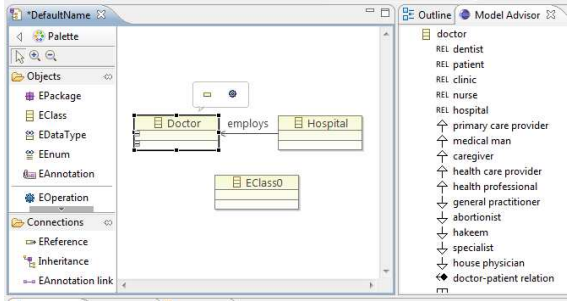 *DefaultName
Palette
Objects
EPackage
EClass
EDataType
EEnum
EAnnotation
EOperation
Connections
EReference
Inheritance
EAnnotation link
Doctor
employs
Hospital
EClass0
Outline
Model Advisor
doctor
REL dentist
REL patient
REL clinic
REL nurse
REL hospital
primary care provider
medical man
caregiver
health care provider
health professional
general practitioner
abortionist
hakeem
specialist
house physician
doctor-patient relation